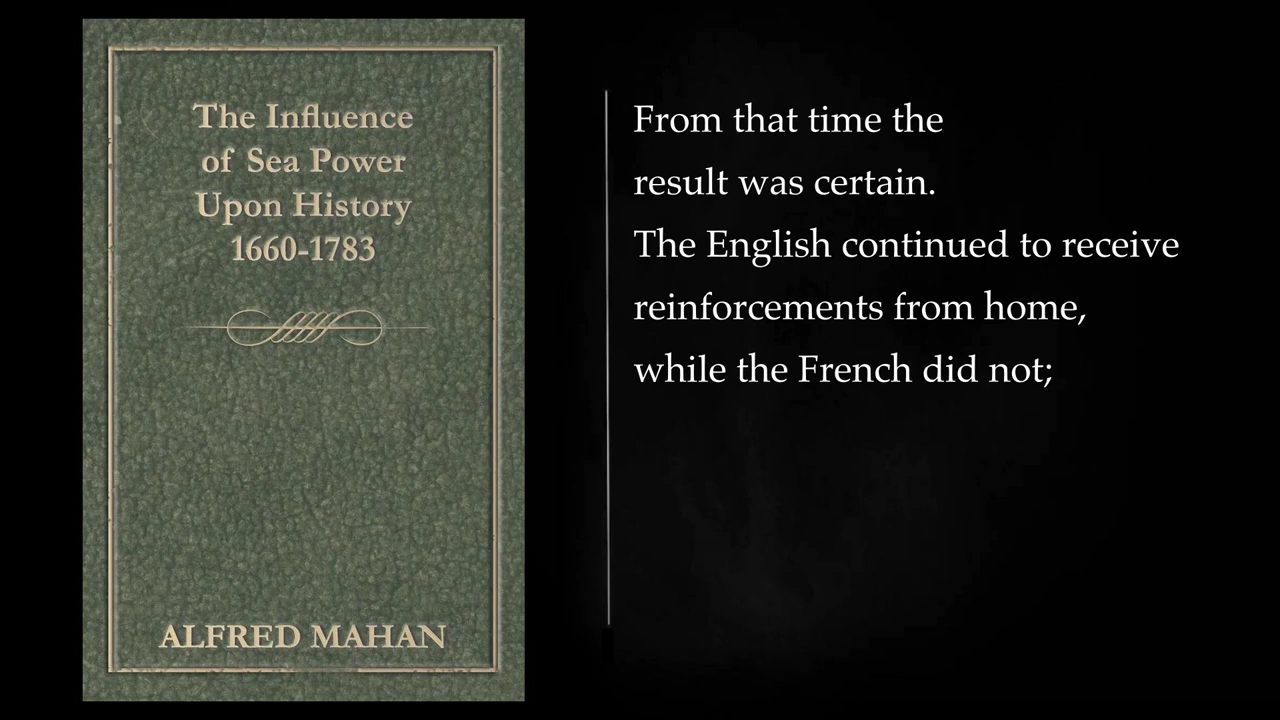 The Influence
of Sea Power
Upon History
1660-1783
ALFRED MAHAN
From that time the
result was certain.
The English continued to receive
reinforcements from home,
while the French did not;